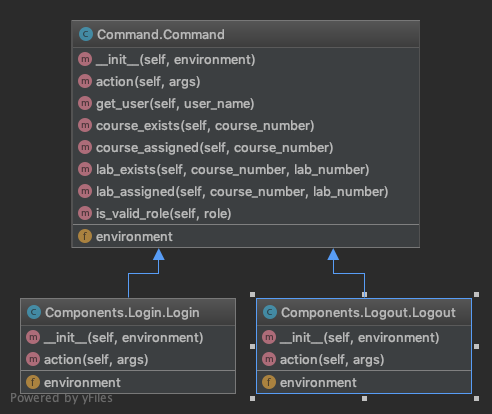 Command.Command
__init__(self, environment)
action(self, args)
get_user(self, user_name)
course_exists(self, course_number)
course_assigned(self, course_number)
lab_exists(self, course_number, lab_number)
lab_assigned(self, course_number, lab_number)
is_valid_role(self, role)
environment
Components.Login.Login
__init__(self, environment)
action(self, args)
environment
Components.Logout.Logout
__init__(self, environment)
action(self, args)
environment
Powered by yFiles